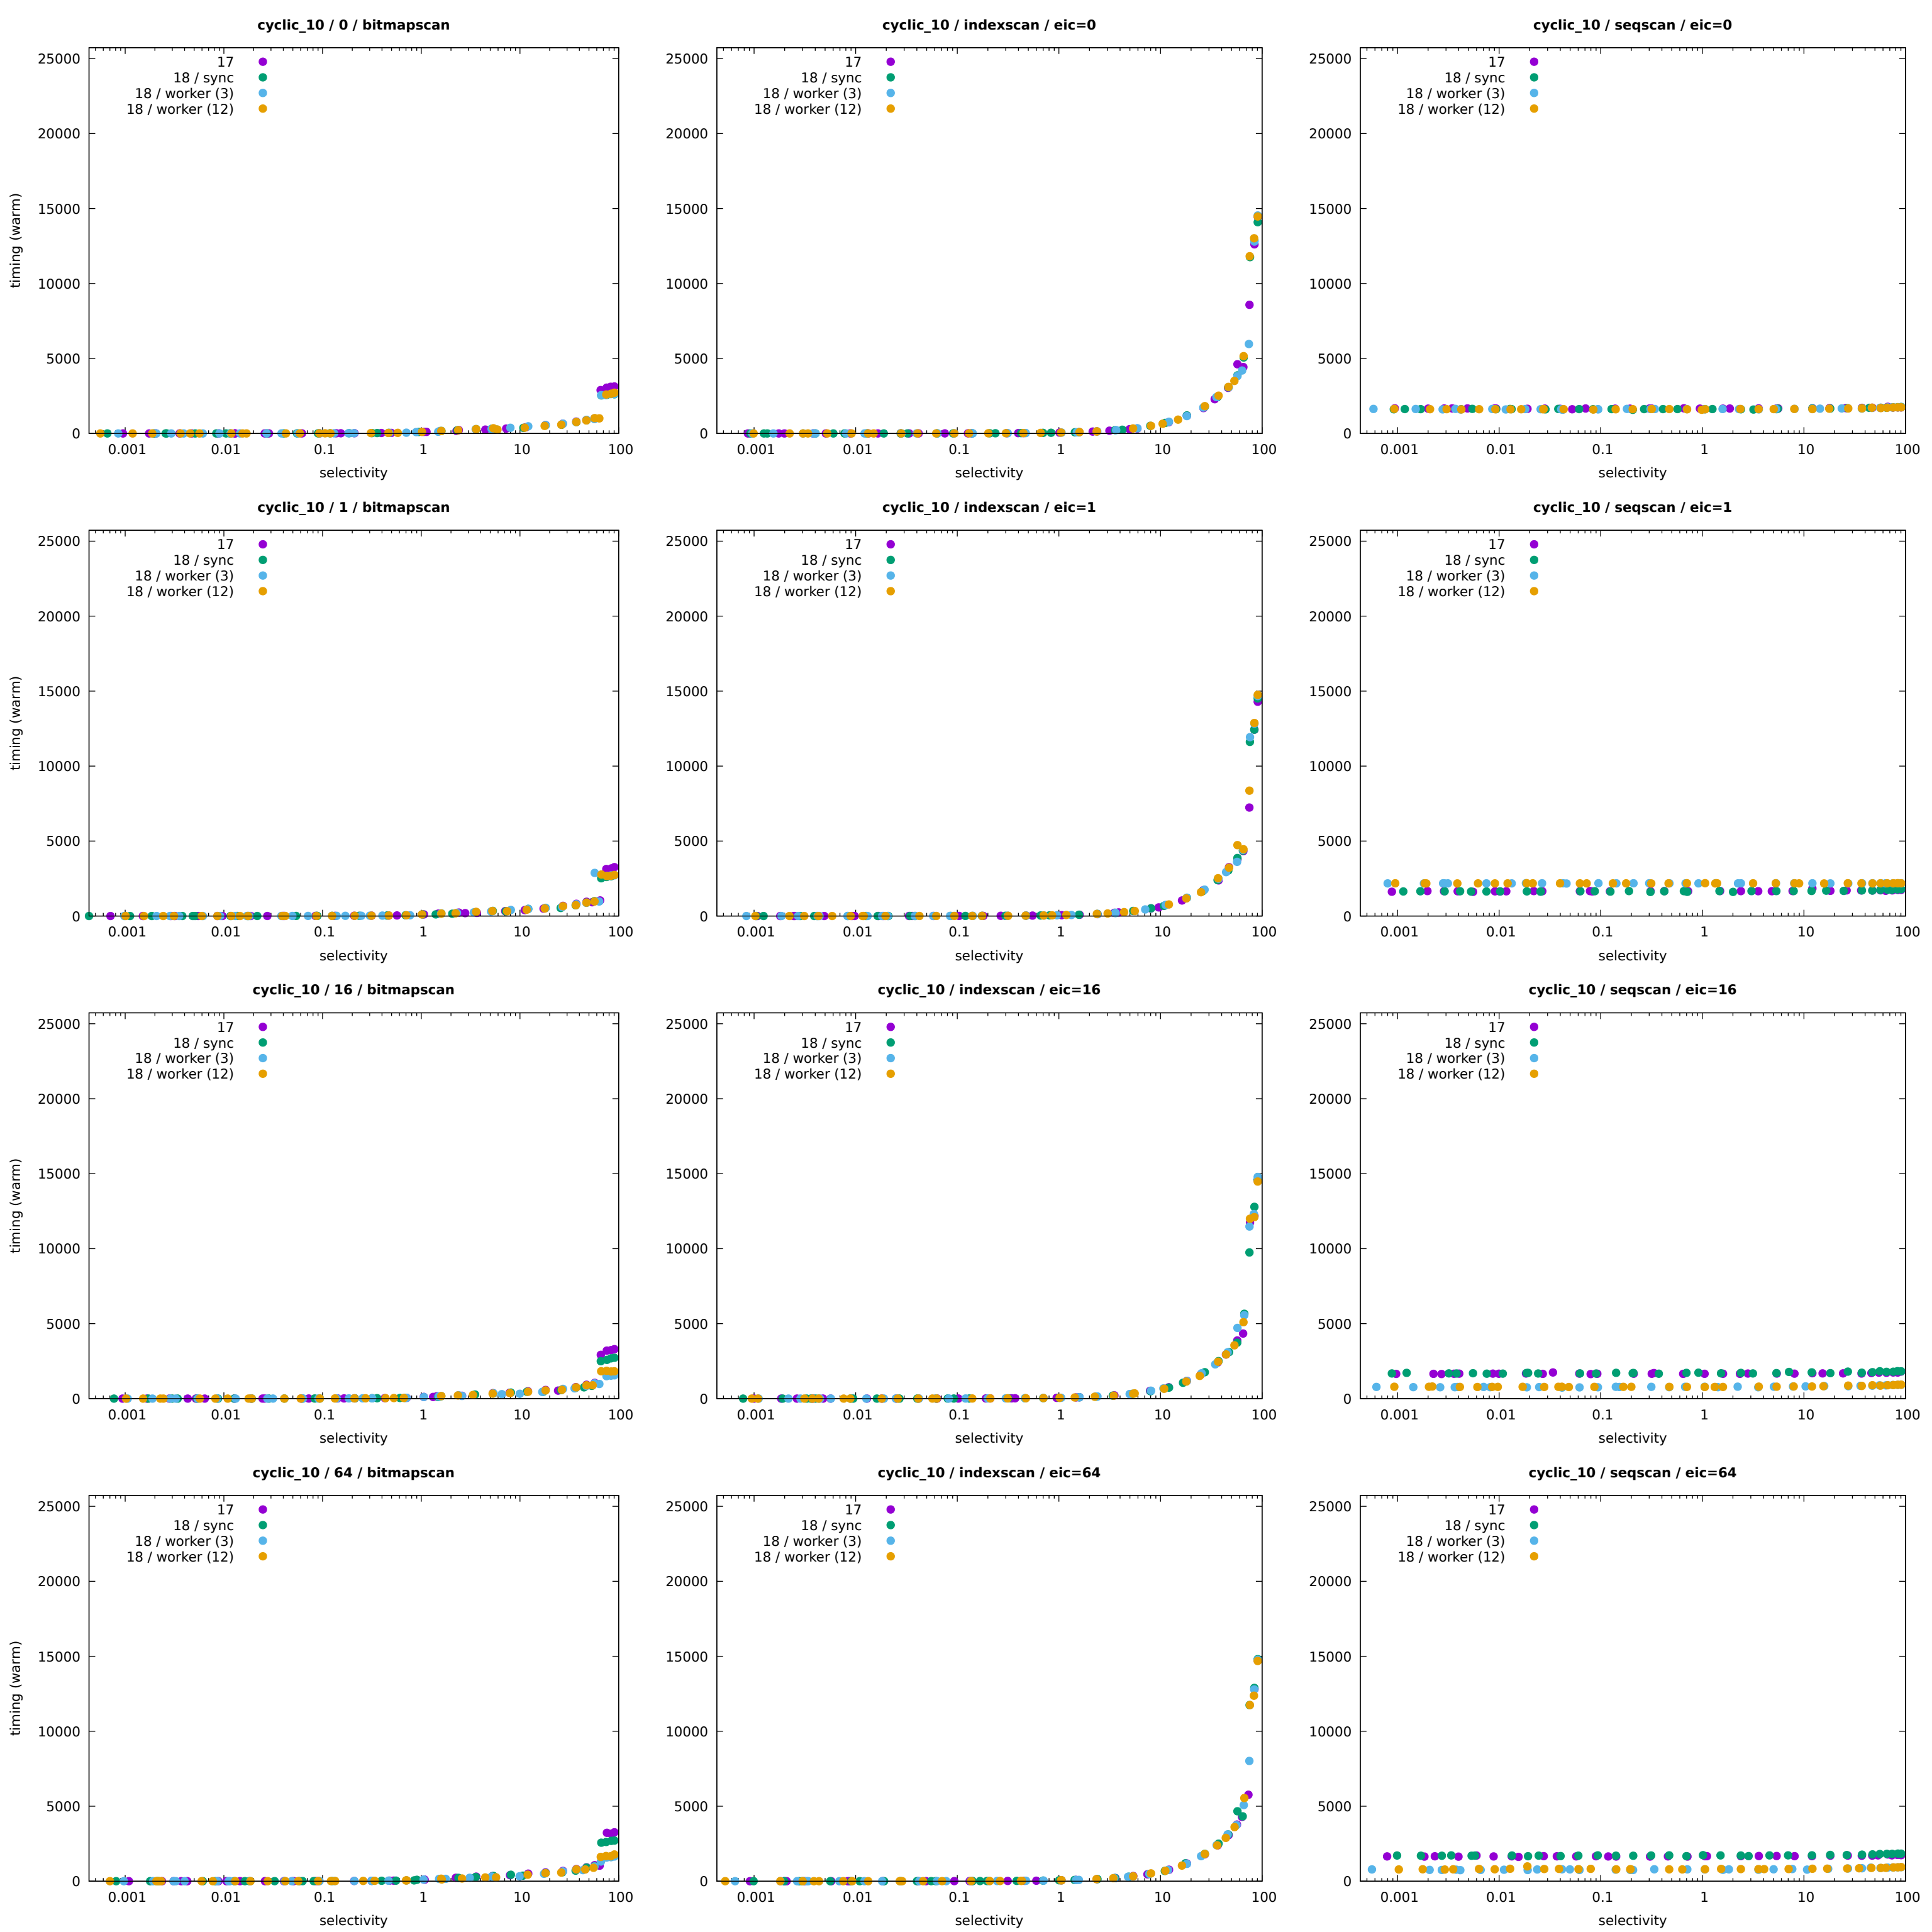 cyclic_10 / 0 / bitmapscan
25000
20000
15000
10000
5000
0
timing (warm)
17
18 / sync
18 / worker (3)
18 / worker (12)
0.001 0.01 0.1 1 10 100
selectivity
cyclic_10 / indexscan / eic=0
25000
20000
15000
10000
5000
0
17
18 / sync
18 / worker (3)
18 / worker (12)
0.001 0.01 0.1 1 10 100
selectivity
cyclic_10 / seqscan / eic=0
25000
20000
15000
10000
5000
0
17
18 / sync
18 / worker (3)
18 / worker (12)
0.001 0.01 0.1 1 10 100
selectivity
cyclic_10 / 1 / bitmapscan
25000
20000
15000
10000
5000
0
timing (warm)
17
18 / sync
18 / worker (3)
18 / worker (12)
0.001 0.01 0.1 1 10 100
selectivity
cyclic_10 / indexscan / eic=1
25000
20000
15000
10000
5000
0
17
18 / sync
18 / worker (3)
18 / worker (12)
0.001 0.01 0.1 1 10 100
selectivity
cyclic_10 / seqscan / eic=1
25000
20000
15000
10000
5000
0
17
18 / sync
18 / worker (3)
18 / worker (12)
0.001 0.01 0.1 1 10 100
selectivity
cyclic_10 / 16 / bitmapscan
25000
20000
15000
10000
5000
0
timing (warm)
17
18 / sync
18 / worker (3)
18 / worker (12)
0.001 0.01 0.1 1 10 100
selectivity
cyclic_10 / indexscan / eic=16
25000
20000
15000
10000
5000
0
17
18 / sync
18 / worker (3)
18 / worker (12)
0.001 0.01 0.1 1 10 100
selectivity
cyclic_10 / seqscan / eic=16
25000
20000
15000
10000
5000
0
17
18 / sync
18 / worker (3)
18 / worker (12)
0.001 0.01 0.1 1 10 100
selectivity
cyclic_10 / 64 / bitmapscan
25000
20000
15000
10000
5000
0
timing (warm)
17
18 / sync
18 / worker (3)
18 / worker (12)
0.001 0.01 0.1 1 10 100
selectivity
cyclic_10 / indexscan / eic=64
25000
20000
15000
10000
5000
0
17
18 / sync
18 / worker (3)
18 / worker (12)
0.001 0.01 0.1 1 10 100
selectivity
cyclic_10 / seqscan / eic=64
25000
20000
15000
10000
5000
0
17
18 / sync
18 / worker (3)
18 / worker (12)
0.001 0.01 0.1 1 10 100
selectivity